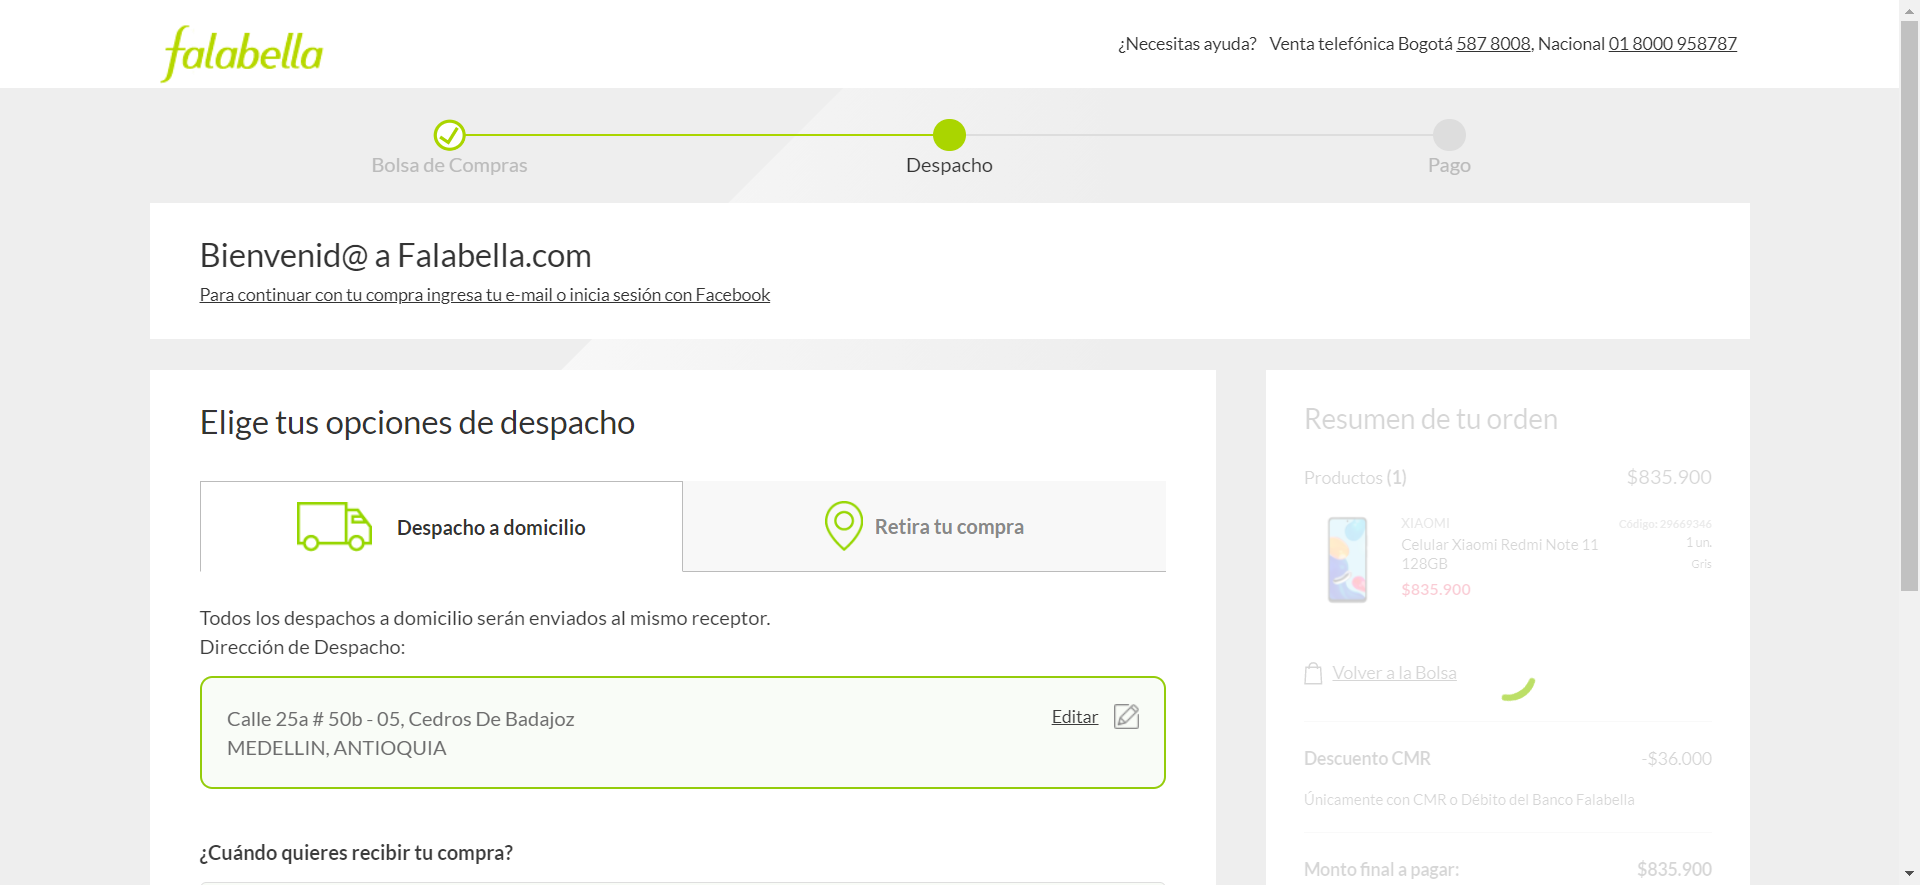 falabella
¿Necesitas ayuda? Venta telefónica Bogotá 587 8008, Nacional 01 8000 958787
Bolsa de Compras
Despacho
Pago
Bienvenid@ a Falabella.com
Para continuar con tu compra ingresa tu e-mail o inicia sesión con Facebook
Elige tus opciones de despacho
Despacho a domicilio
Retira tu compra
Todos los despachos a domicilio serán enviados al mismo receptor.
Dirección de Despacho:
Calle 25a # 50b - 05, Cedros De Badajoz
MEDELLIN, ANTIOQUIA
Editar
¿Cuándo quieres recibir tu compra?
Resumen de tu orden
Productos (1) $835.900
XIAOMI Código: 29669346
Celular Xiaomi Redmi Note 11 1 un.
128GB Gris
$835.900
Volver a la Bolsa
Descuento CMR -$36.000
Únicamente con CMR o Débito del Banco Falabella
Monto final a pagar: $835.900